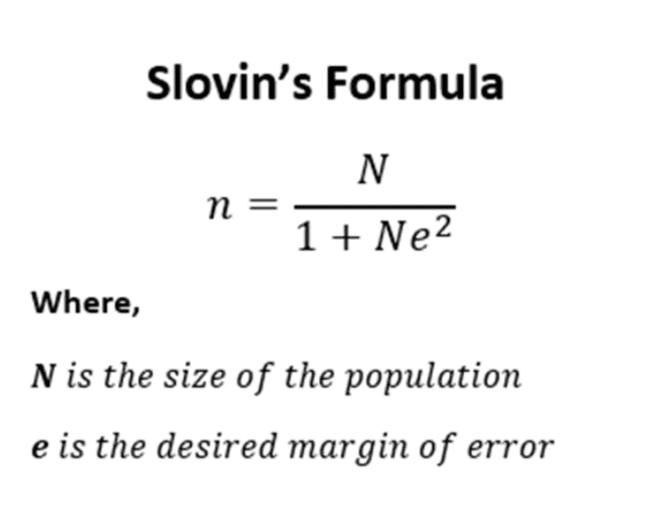 Slovin’s Formula
n = N / 1 + Ne²
Where,
N is the size of the population
e is the desired margin of error